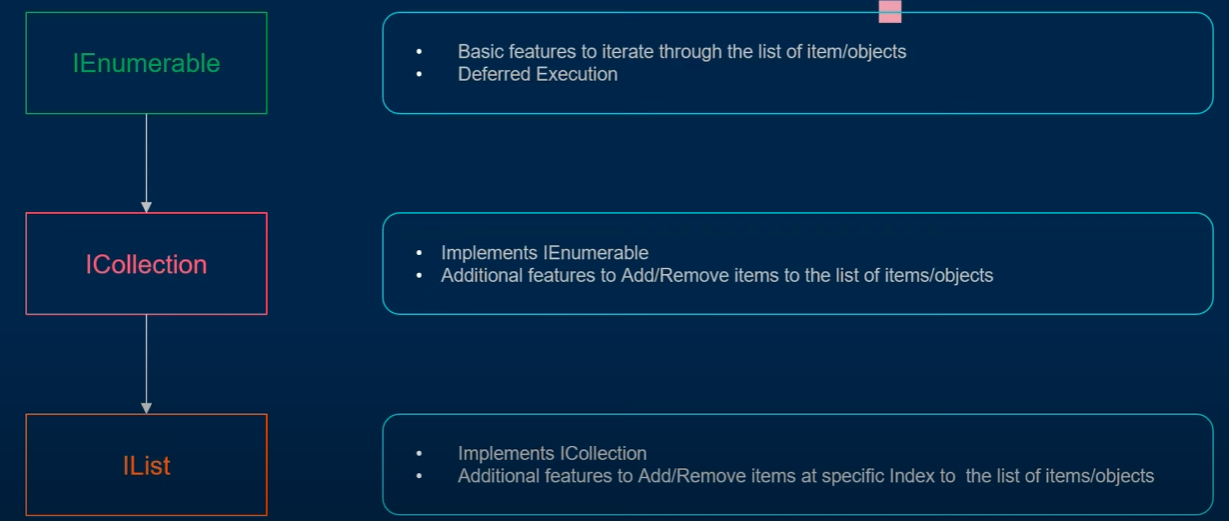 IEnumerable
• Basic features to iterate through the list of item/objects
• Deferred Execution
ICollection
• Implements IEnumerable
• Additional features to Add/Remove items to the list of items/objects
IList
• Implements ICollection
• Additional features to Add/Remove items at specific Index to  the list of items/objects